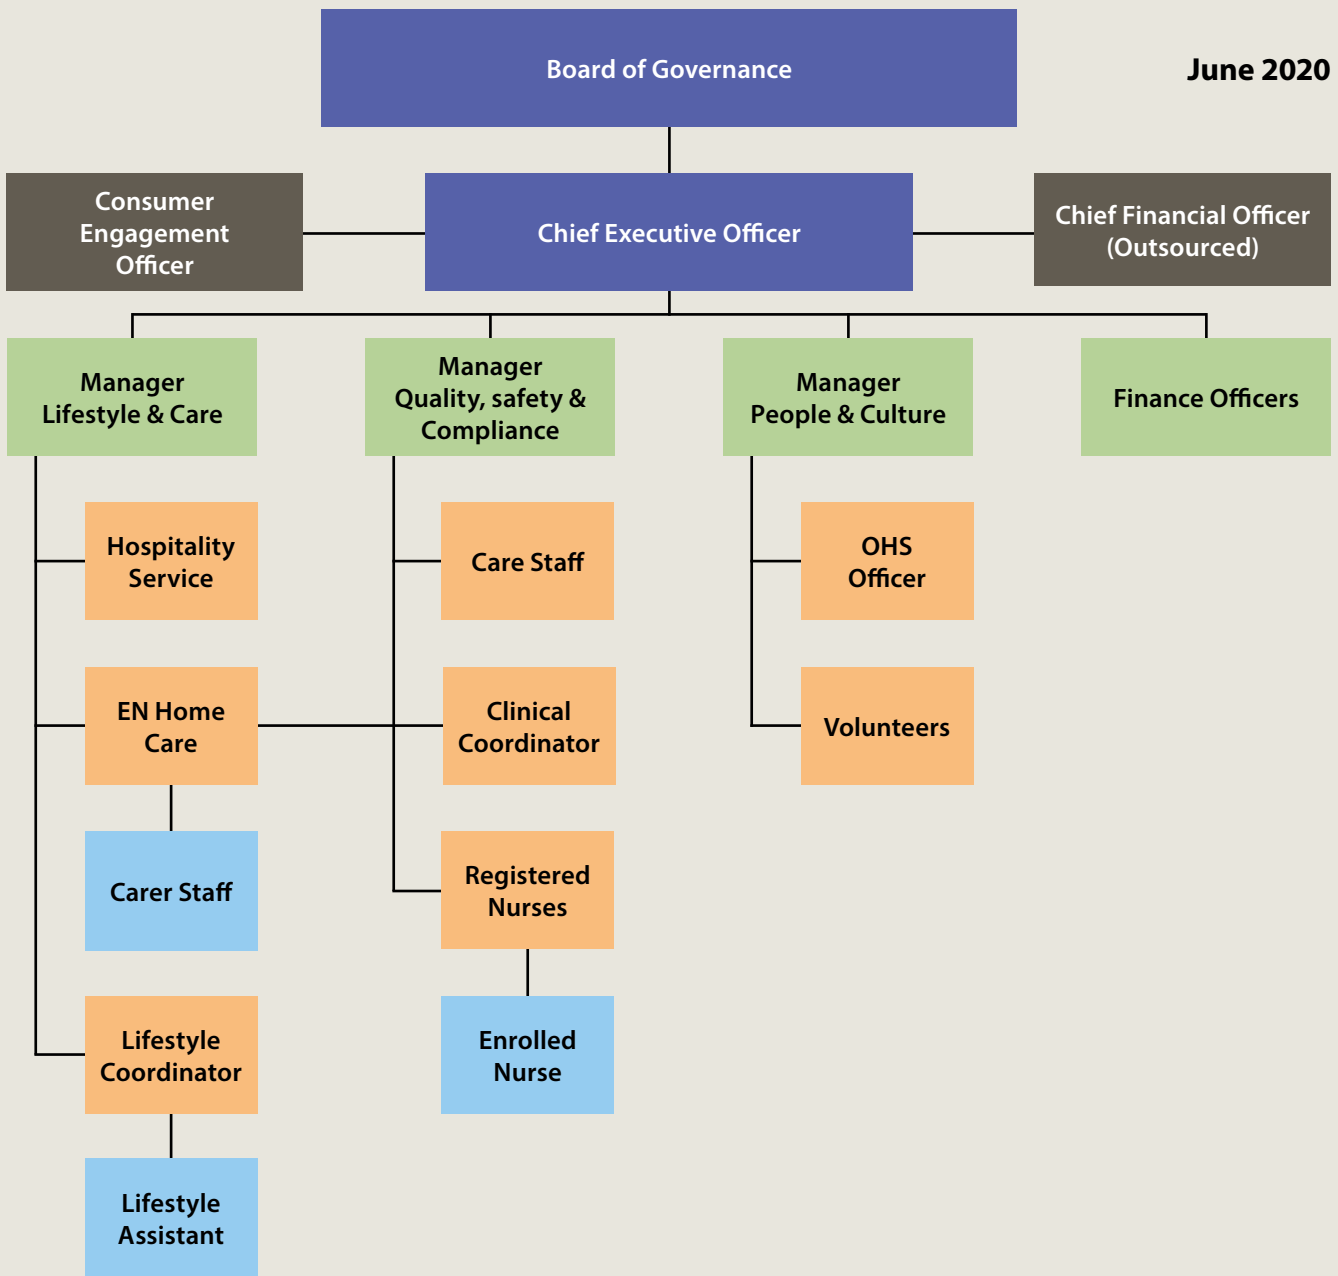 Board of Governance
June 2020
Consumer
Engagement
Officer
Chief Executive Officer
Chief Financial Officer
(Outsourced)
Manager
Lifestyle & Care
Manager
Quality, safety &
Compliance
Manager
People & Culture
Finance Officers
Hospitality
Service
Care Staff
OHS
Officer
EN Home
Care
Clinical
Coordinator
Volunteers
Carer Staff
Registered
Nurses
Lifestyle
Coordinator
Enrolled
Nurse
Lifestyle
Assistant